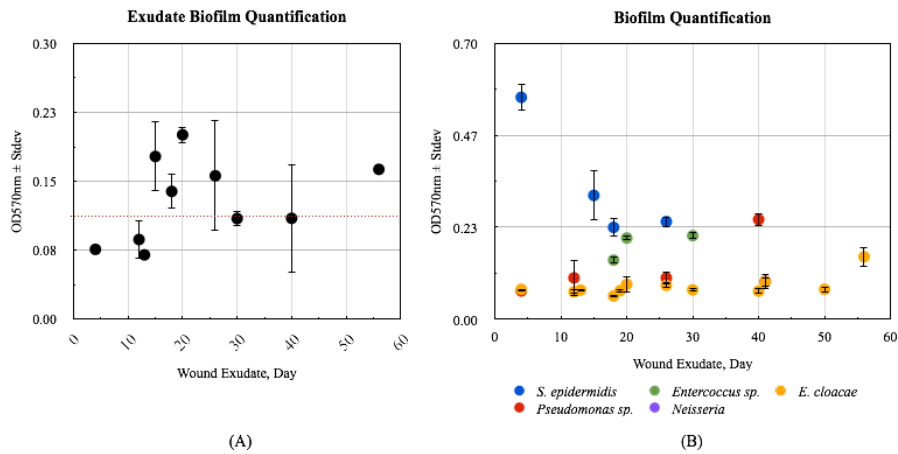 Exudate Biofilm Quantification
0.30
0.23
0.15
0.08
0.00
OD570nm ± Stdev
0 10 20 30 40 50 60
Wound Exudate, Day
(A)
Biofilm Quantification
0.70
0.47
0.23
0.00
OD570nm ± Stdev
0 10 20 30 40 50 60
Wound Exudate, Day
S. epidermidis Entercoccus sp. E. cloacae
Pseudomonas sp. Neisseria
(B)